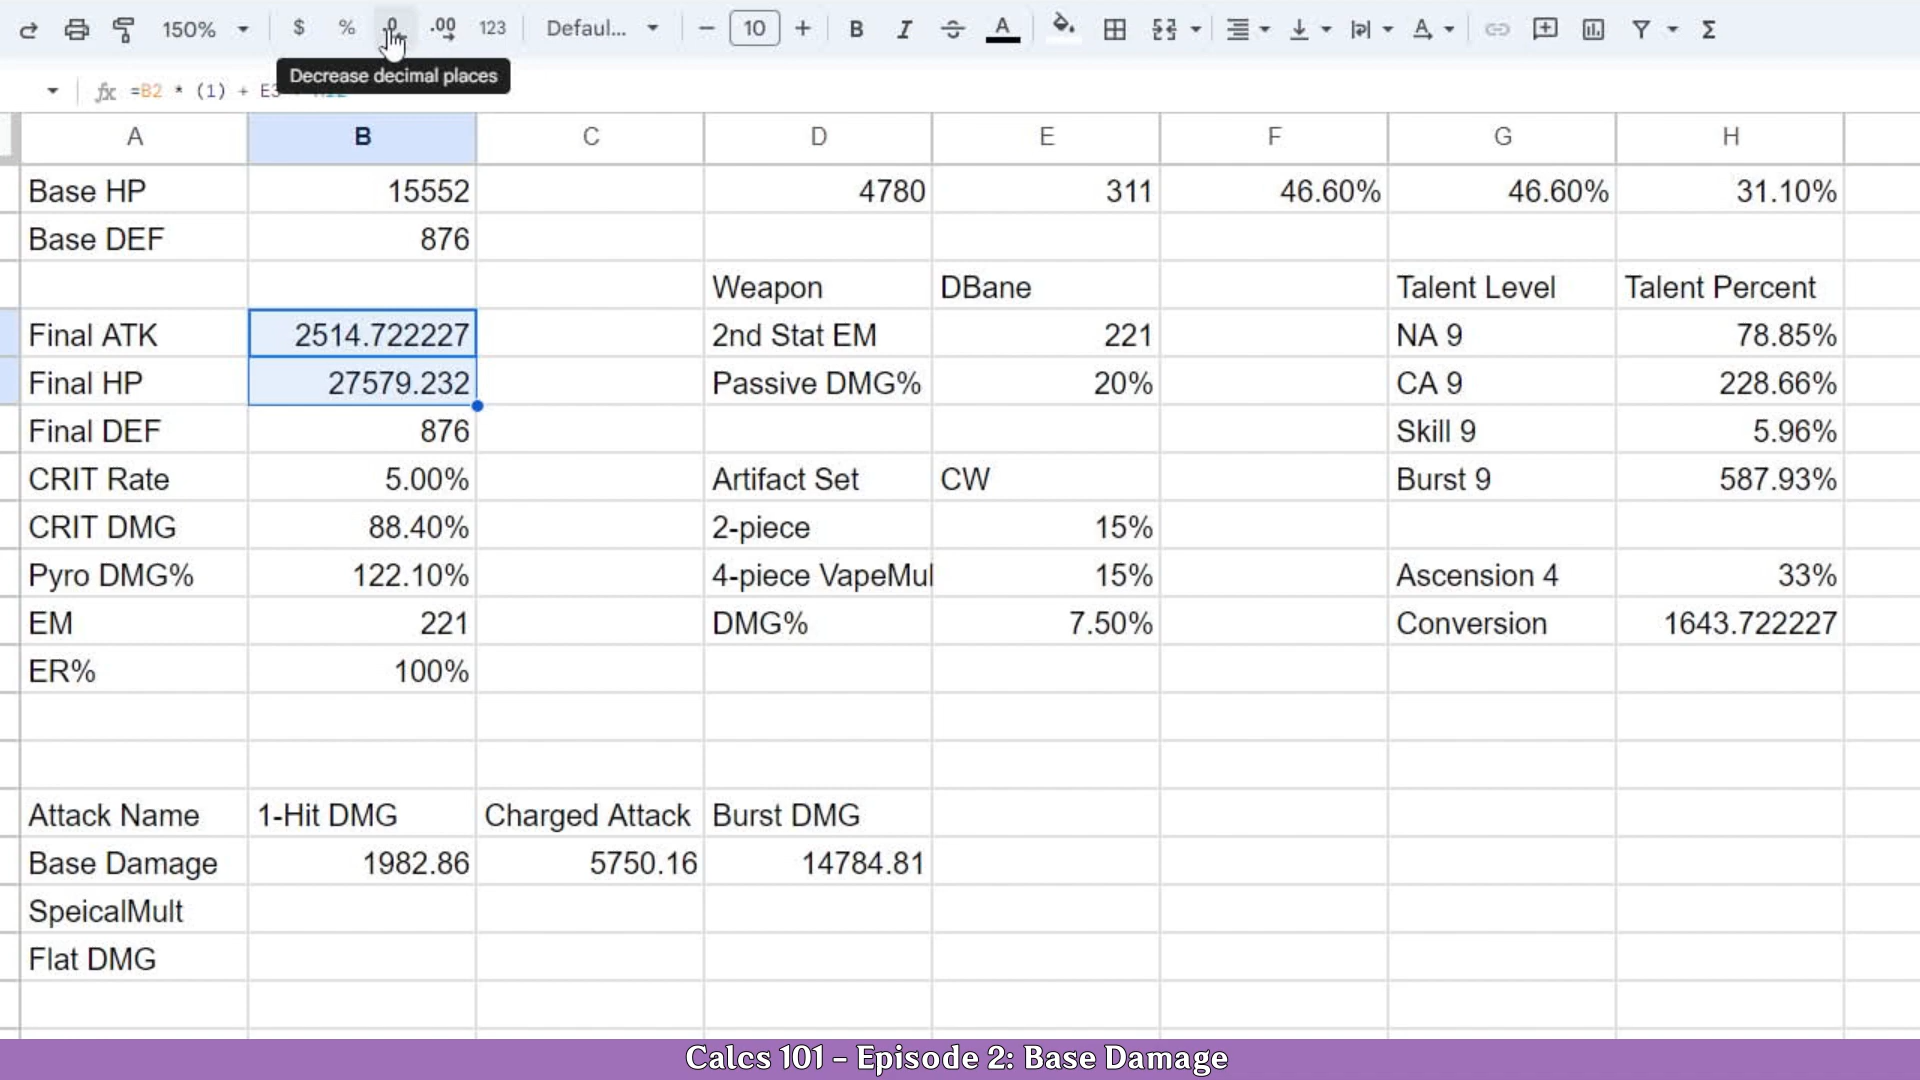 150% $ % .0 .00 123 Defaul... − 10 + B I S A Σ
Decrease decimal places
fx =B2 * (1) + E3
A B C D E F G H
Base HP 15552 4780 311 46.60% 46.60% 31.10%
Base DEF 876
Weapon DBane Talent Level Talent Percent
Final ATK 2514.722227 2nd Stat EM 221 NA 9 78.85%
Final HP 27579.232 Passive DMG% 20% CA 9 228.66%
Final DEF 876 Skill 9 5.96%
CRIT Rate 5.00% Artifact Set CW Burst 9 587.93%
CRIT DMG 88.40% 2-piece 15%
Pyro DMG% 122.10% 4-piece VapeMul 15% Ascension 4 33%
EM 221 DMG% 7.50% Conversion 1643.722227
ER% 100%
Attack Name 1-Hit DMG Charged Attack Burst DMG
Base Damage 1982.86 5750.16 14784.81
SpeicalMult
Flat DMG
Calcs 101 - Episode 2: Base Damage